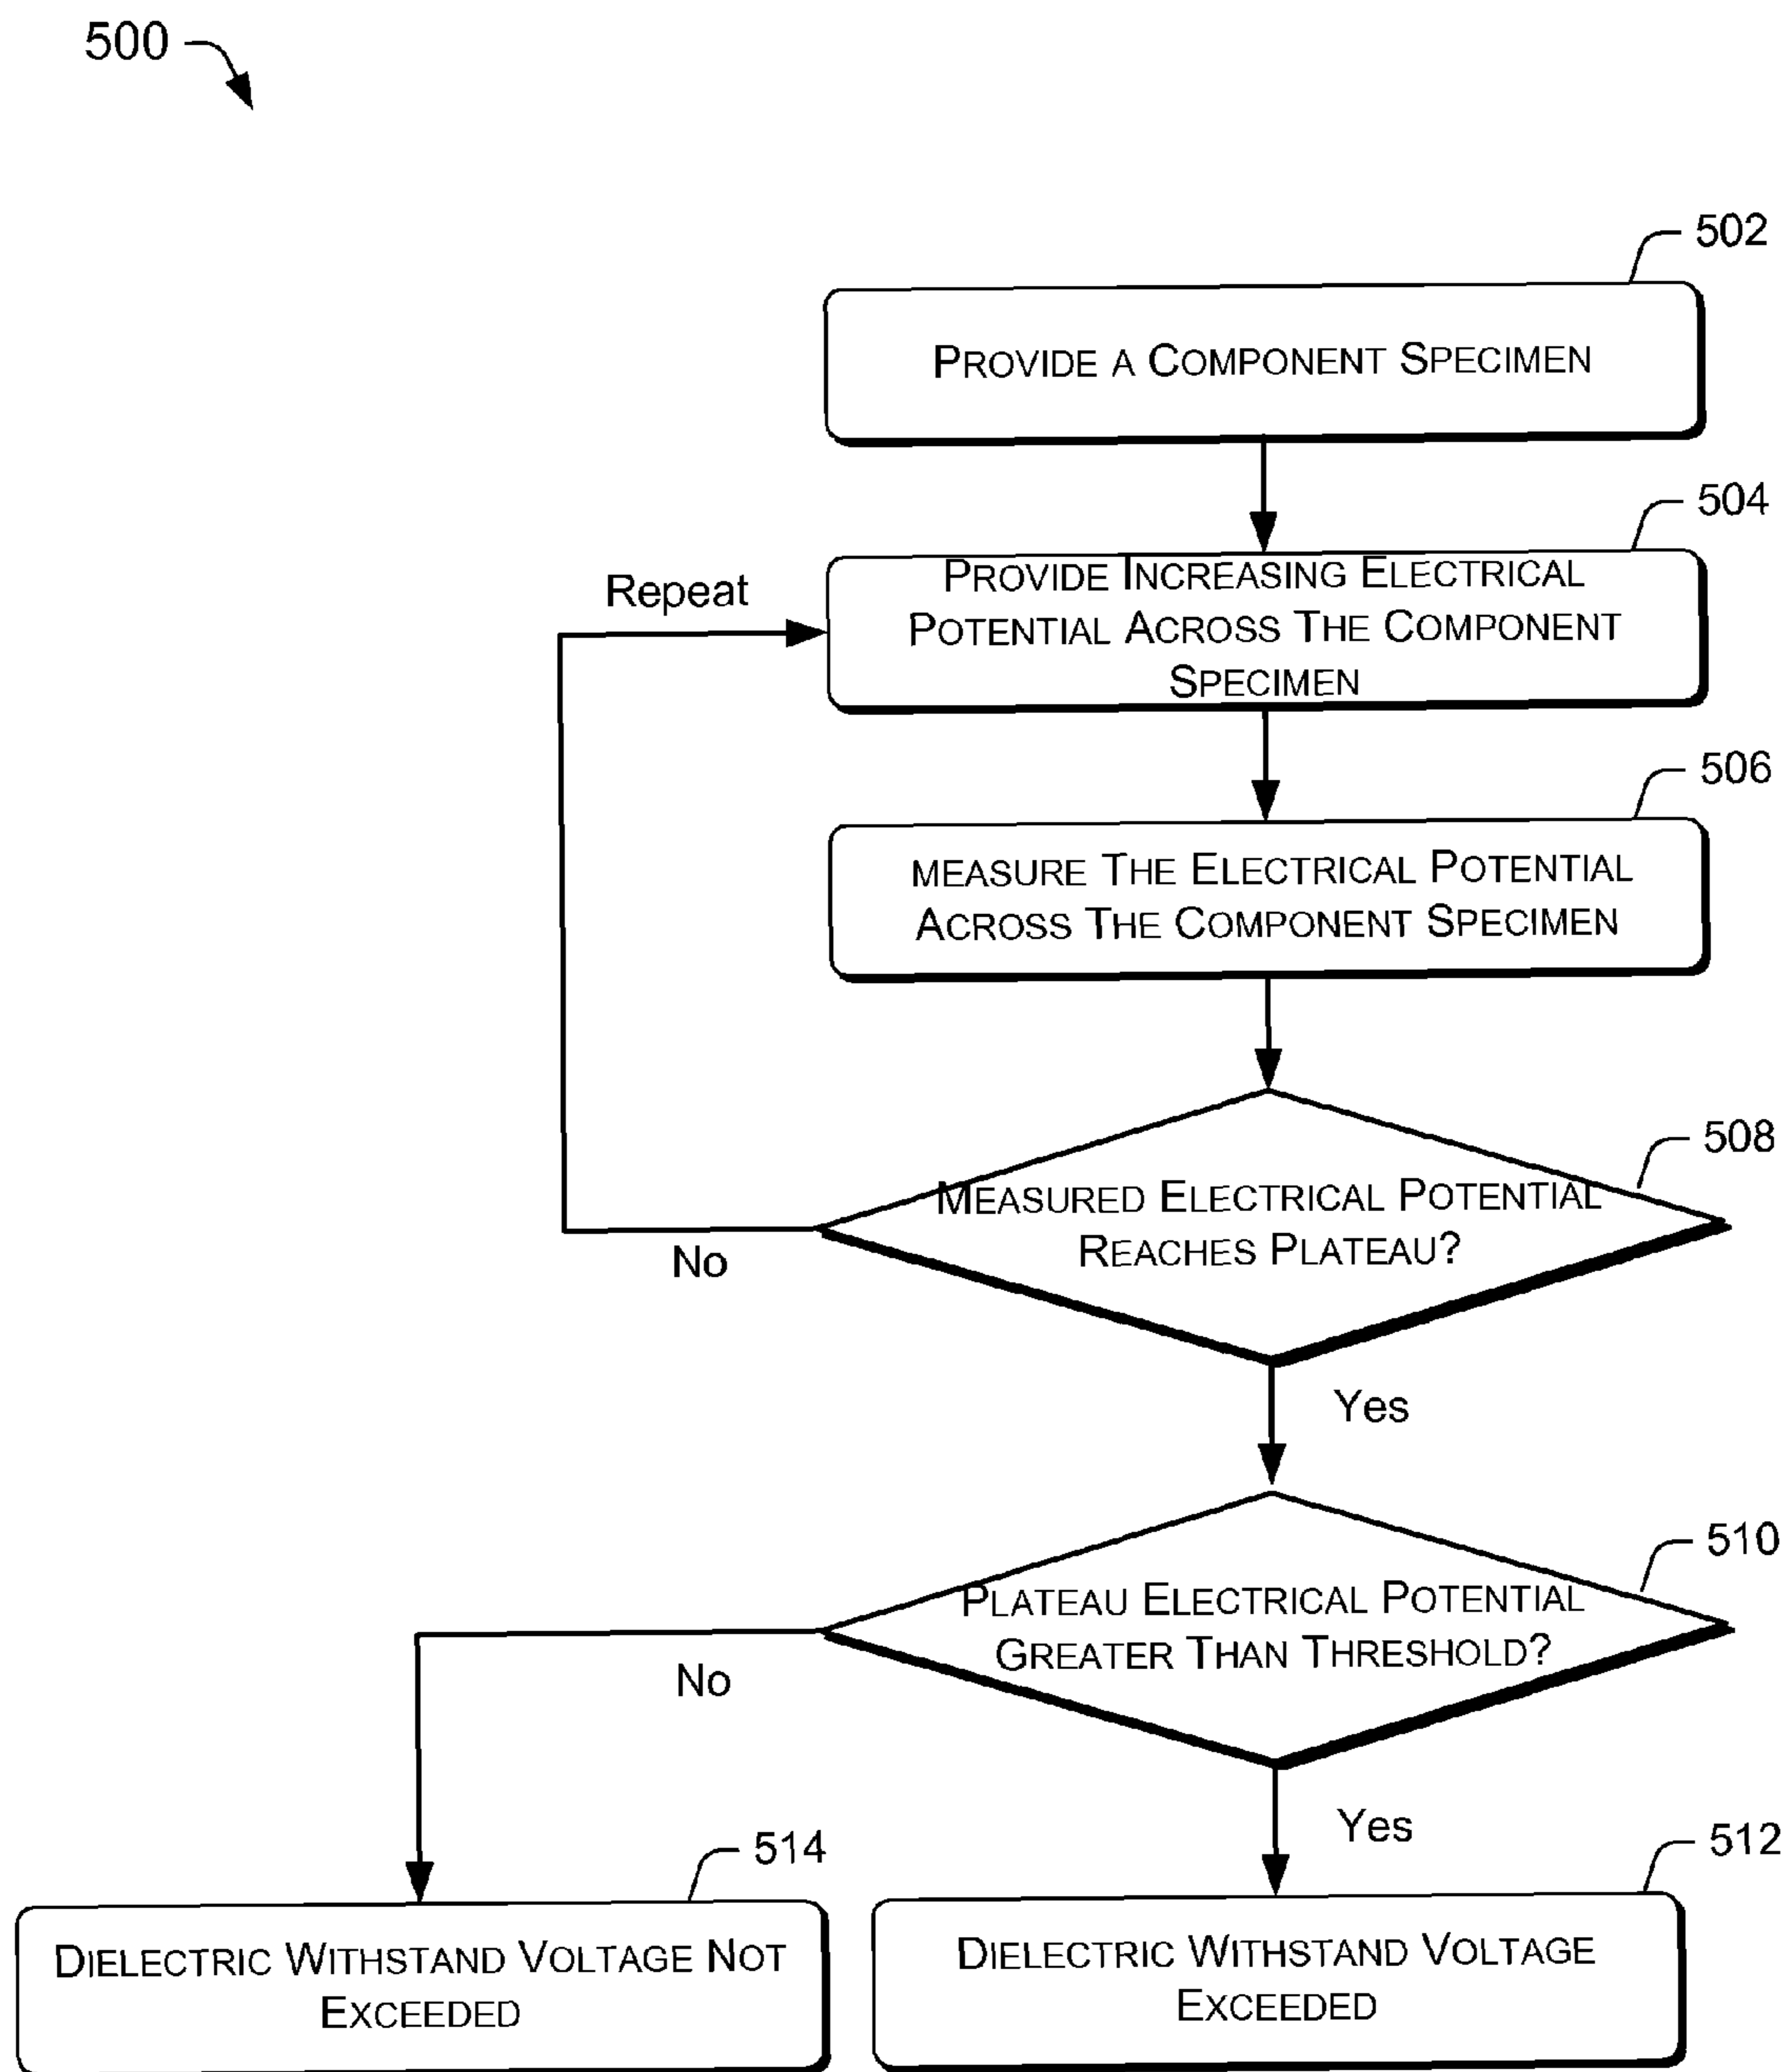 500
502
PROVIDE A COMPONENT SPECIMEN
504
Repeat
PROVIDE INCREASING ELECTRICAL
POTENTIAL ACROSS THE COMPONENT
SPECIMEN
506
MEASURE THE ELECTRICAL POTENTIAL
ACROSS THE COMPONENT SPECIMEN
508
MEASURED ELECTRICAL POTENTIAL
REACHES PLATEAU?
No
Yes
510
PLATEAU ELECTRICAL POTENTIAL
GREATER THAN THRESHOLD?
No
Yes
514
DIELECTRIC WITHSTAND VOLTAGE NOT
EXCEEDED
512
DIELECTRIC WITHSTAND VOLTAGE
EXCEEDED